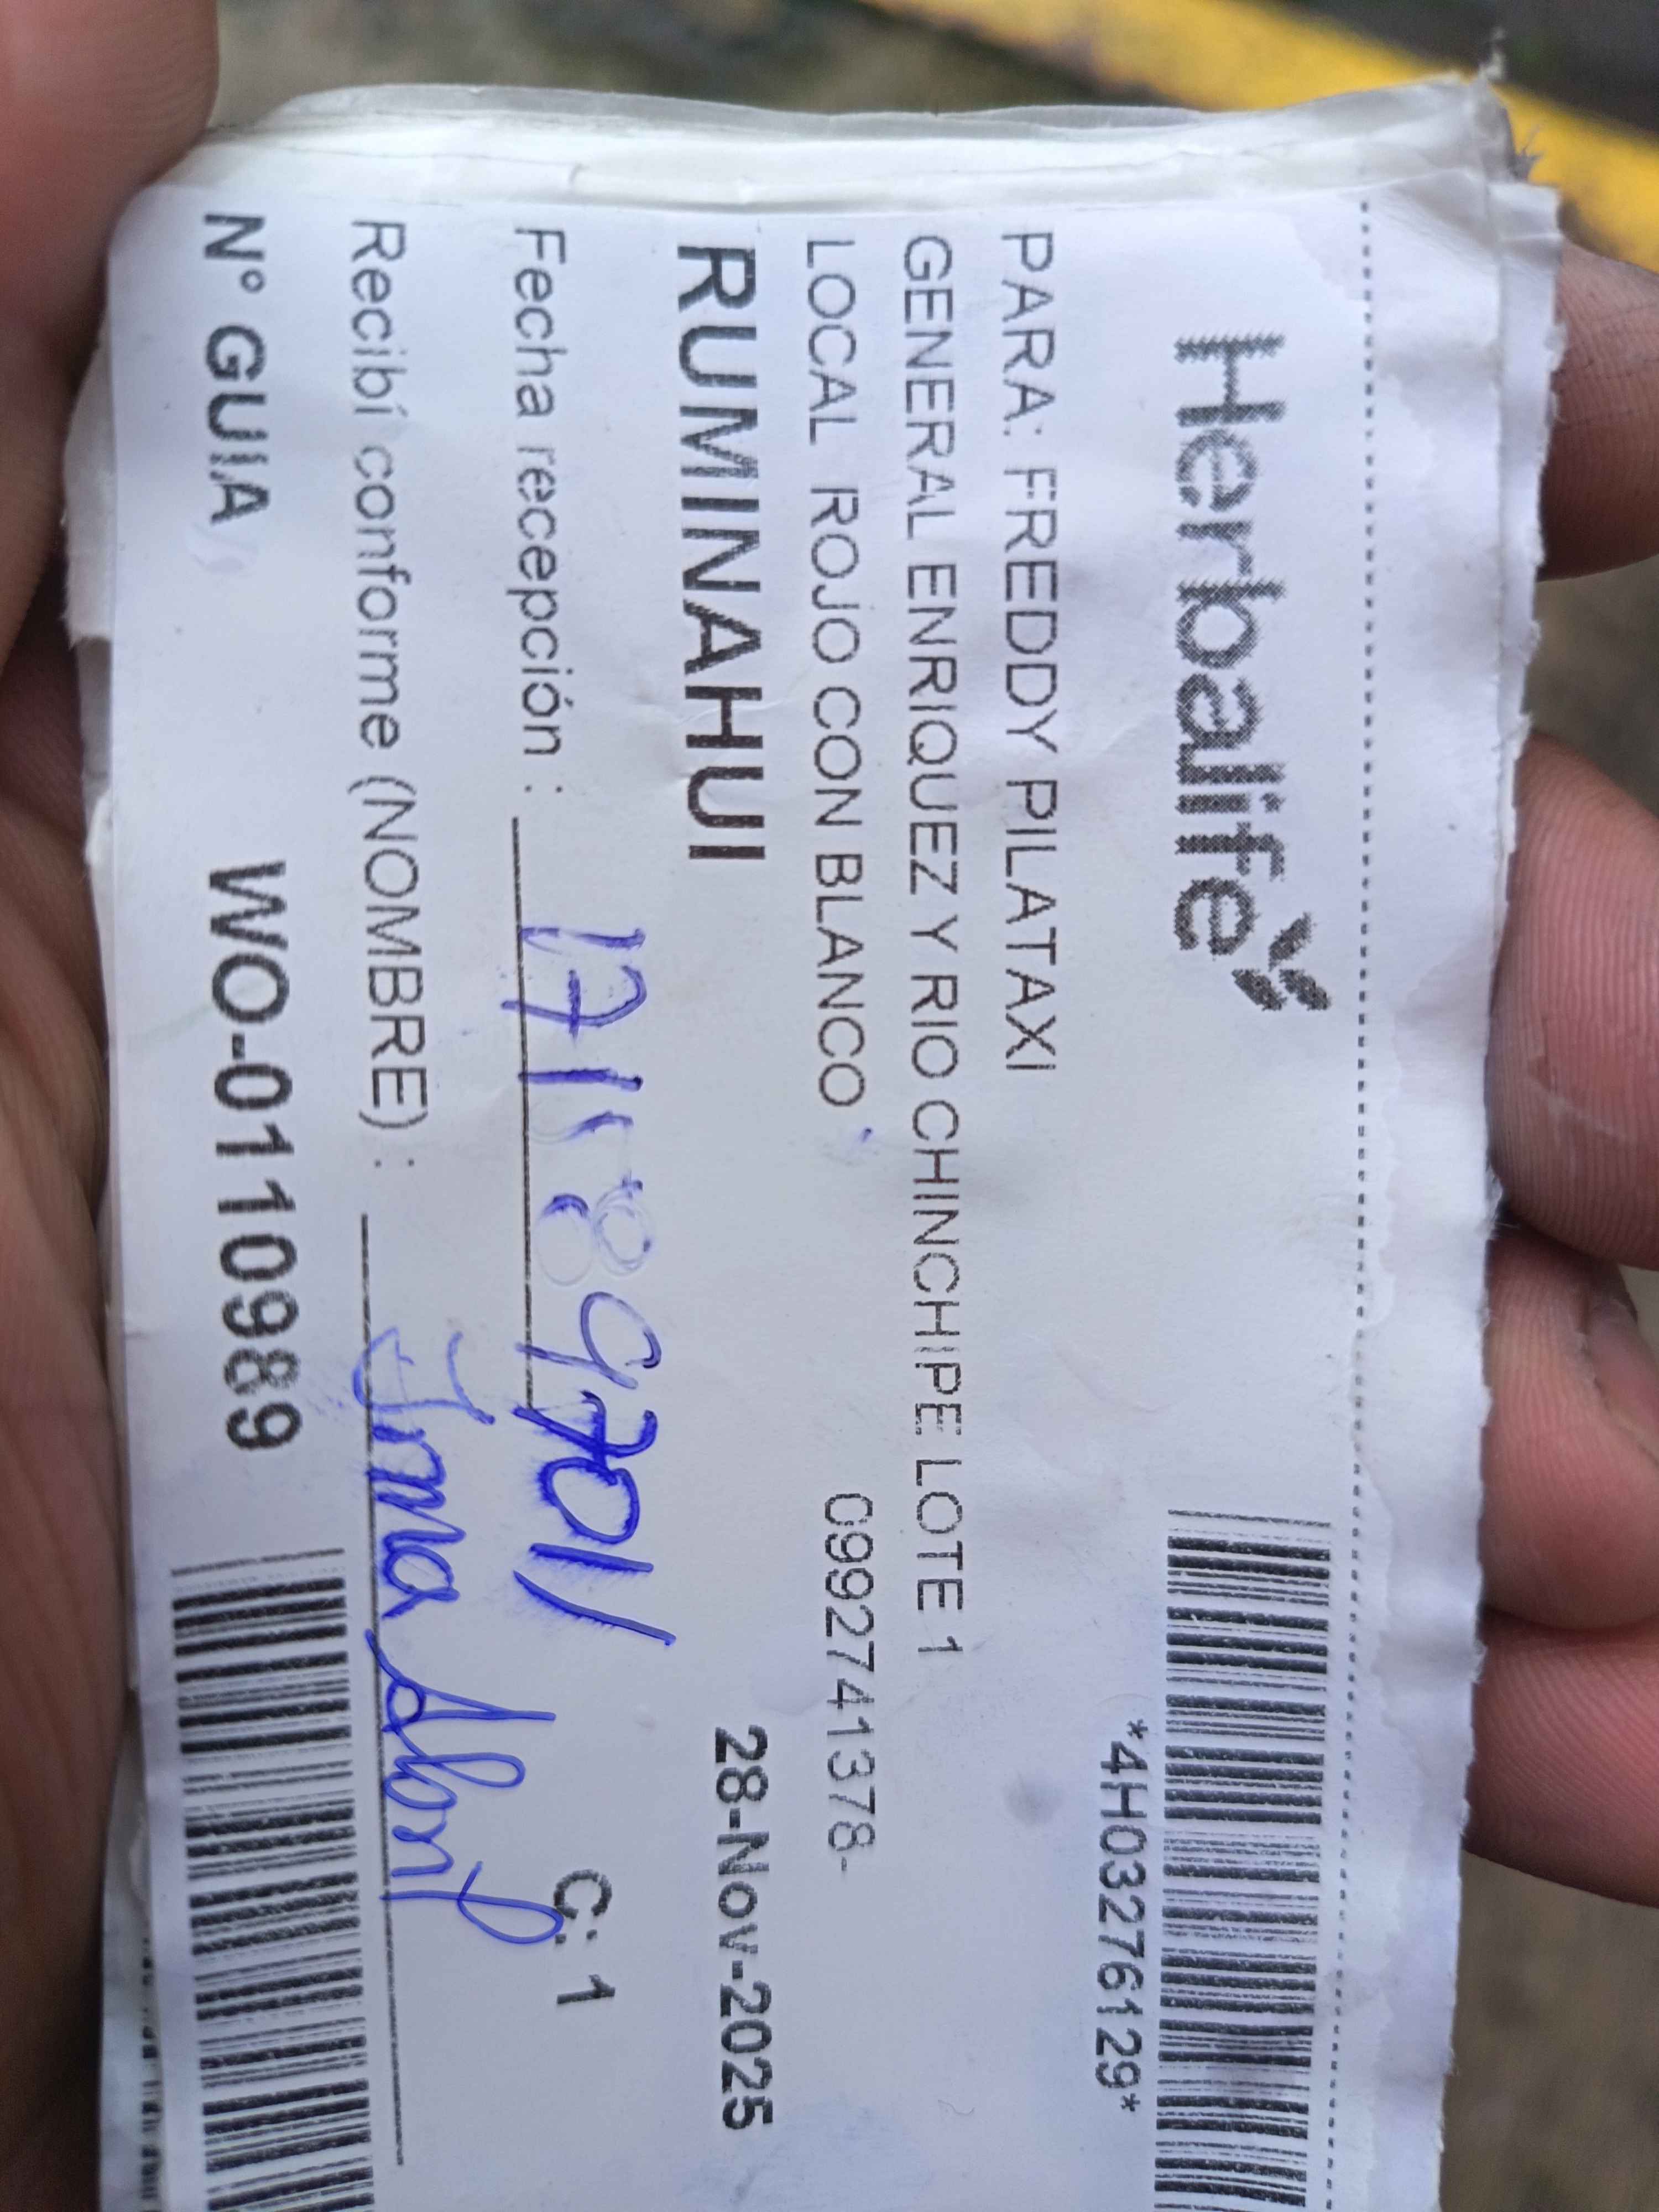 Herbalife
*4H03276129*
PARA: FREDDY PILATAXI
GENERAL ENRIQUEZ Y RIO CHINCHIPE LOTE 1
LOCAL ROJO CON BLANCO 0992741378-
RUMINAHUI 28-Nov-2025
Fecha recepción : C: 1
Recibí conforme (NOMBRE) :
N° GUIA WO-0110989